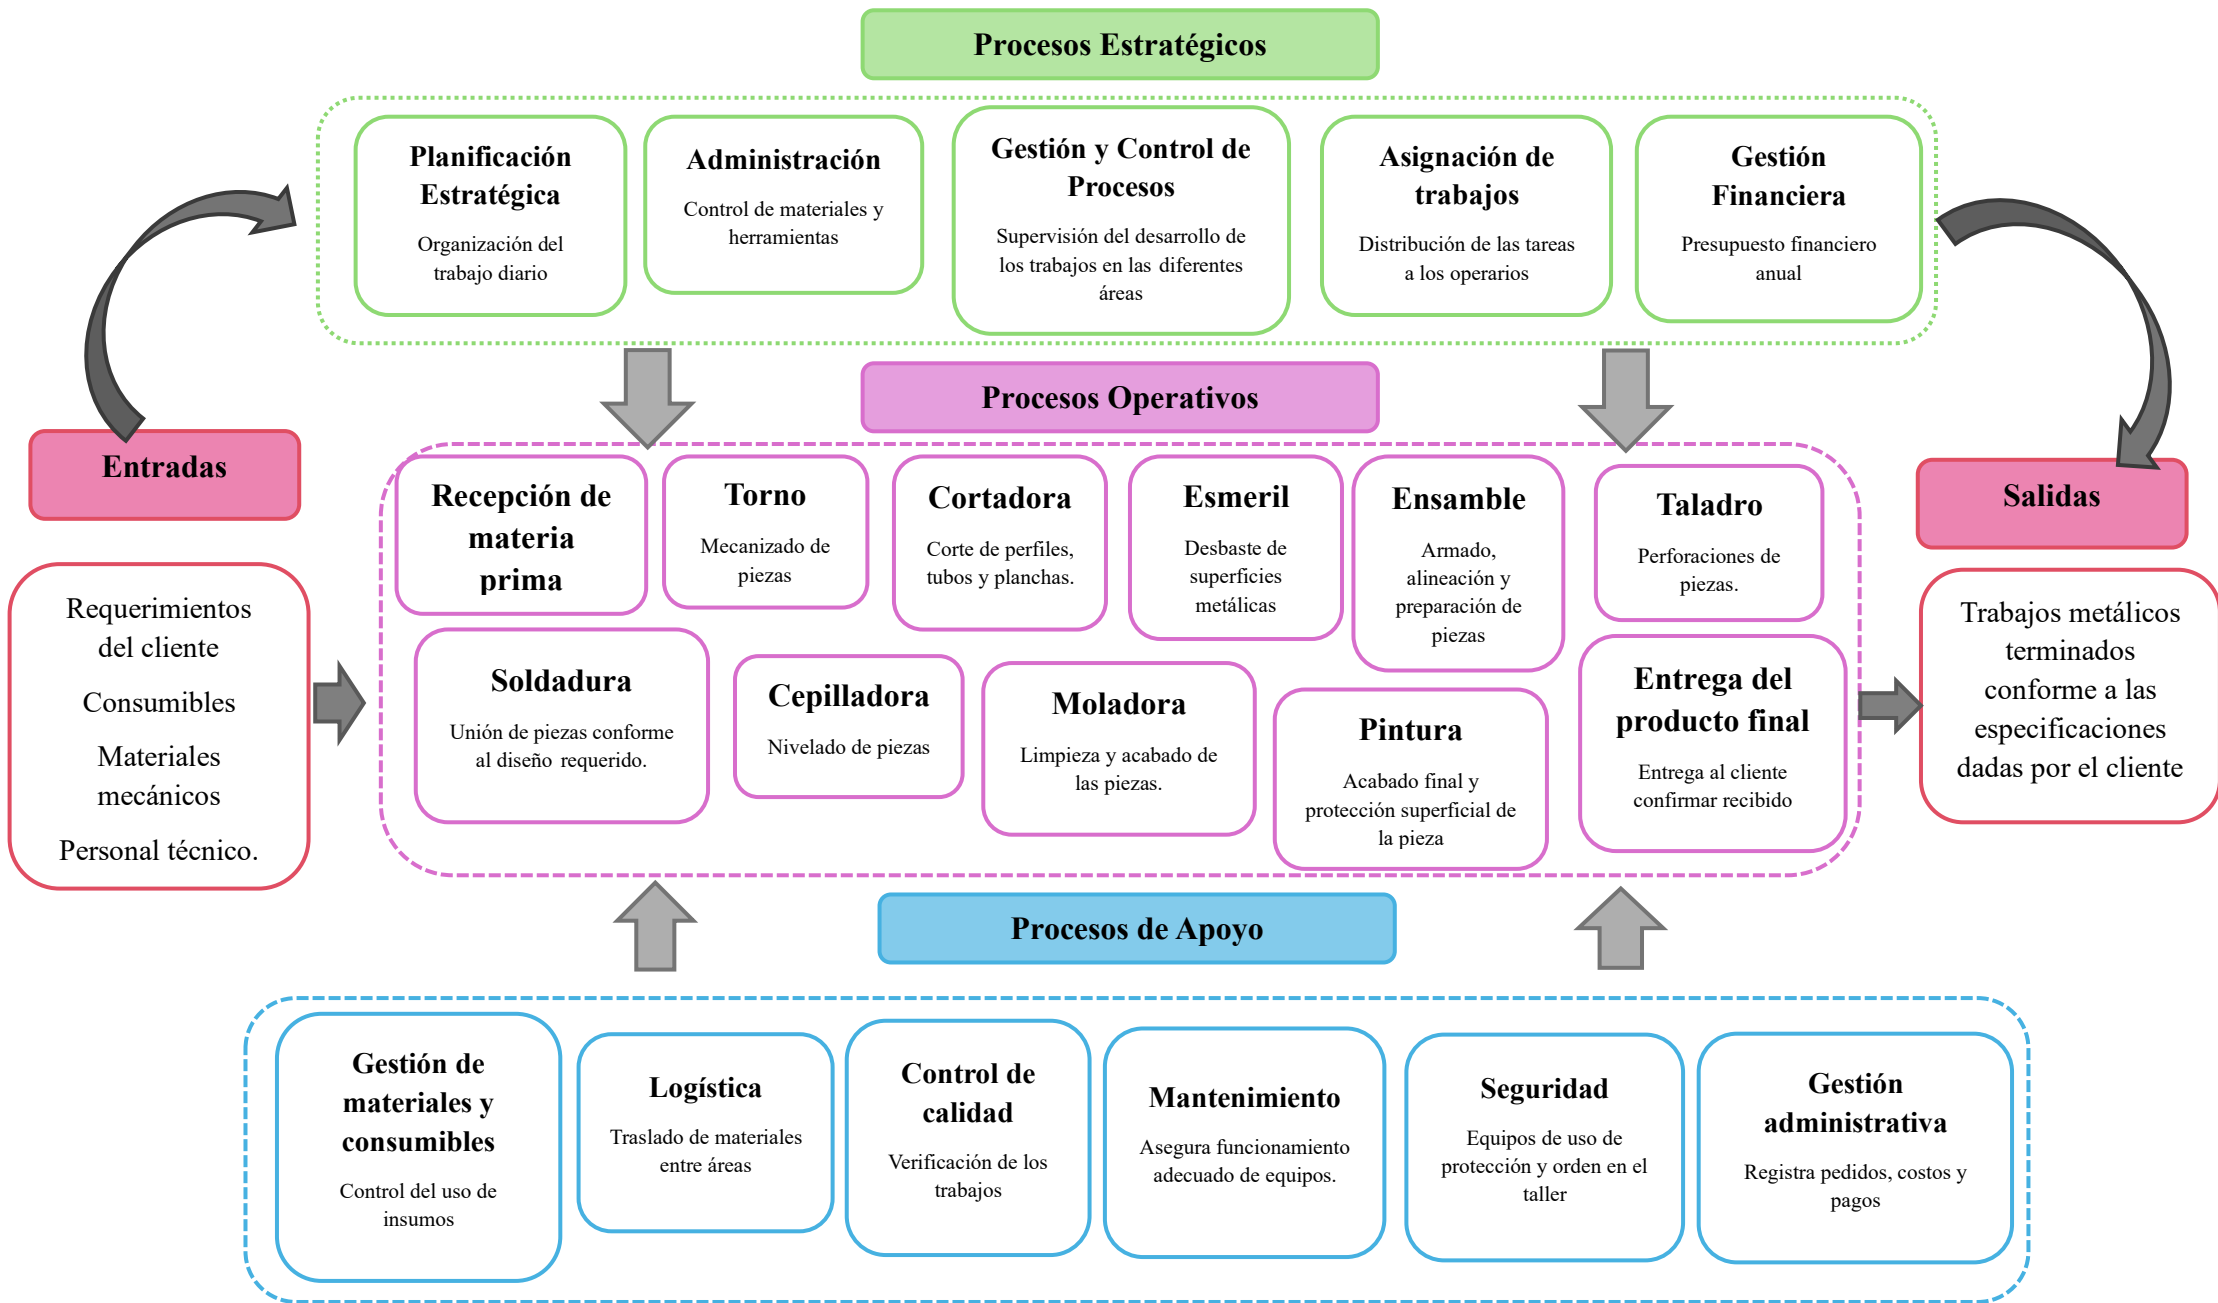 Procesos Estratégicos
Planificación
Estratégica
Organización del
trabajo diario
Administración
Control de materiales y
herramientas
Gestión y Control de
Procesos
Supervisión del desarrollo de
los trabajos en las diferentes
áreas
Asignación de
trabajos
Distribución de las tareas
a los operarios
Gestión
Financiera
Presupuesto financiero
anual
Procesos Operativos
Entradas
Requerimientos
del cliente
Consumibles
Materiales
mecánicos
Personal técnico.
Recepción de
materia
prima
Torno
Mecanizado de
piezas
Cortadora
Corte de perfiles,
tubos y planchas.
Esmeril
Desbaste de
superficies
metálicas
Ensamble
Armado,
alineación y
preparación de
piezas
Taladro
Perforaciones de
piezas.
Soldadura
Unión de piezas conforme
al diseño requerido.
Cepilladora
Nivelado de piezas
Moladora
Limpieza y acabado de
las piezas.
Pintura
Acabado final y
protección superficial de
la pieza
Entrega del
producto final
Entrega al cliente
confirmar recibido
Salidas
Trabajos metálicos
terminados
conforme a las
especificaciones
dadas por el cliente
Procesos de Apoyo
Gestión de
materiales y
consumibles
Control del uso de
insumos
Logística
Traslado de materiales
entre áreas
Control de
calidad
Verificación de los
trabajos
Mantenimiento
Asegura funcionamiento
adecuado de equipos.
Seguridad
Equipos de uso de
protección y orden en el
taller
Gestión
administrativa
Registra pedidos, costos y
pagos